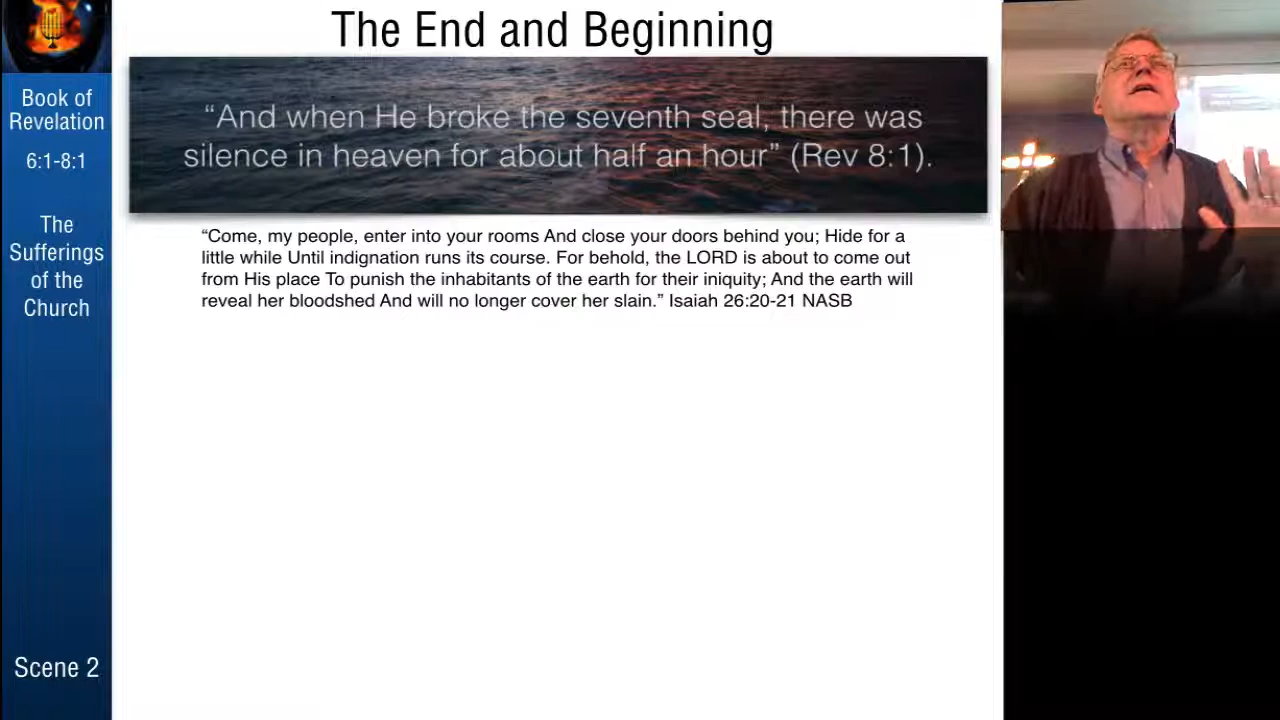 The End and Beginning
Book of
Revelation
6:1-8:1
The
Sufferings
of the
Church
Scene 2
“And when He broke the seventh seal, there was
silence in heaven for about half an hour” (Rev 8:1).
“Come, my people, enter into your rooms And close your doors behind you; Hide for a
little while Until indignation runs its course. For behold, the LORD is about to come out
from His place To punish the inhabitants of the earth for their iniquity; And the earth will
reveal her bloodshed And will no longer cover her slain.” Isaiah 26:20-21 NASB